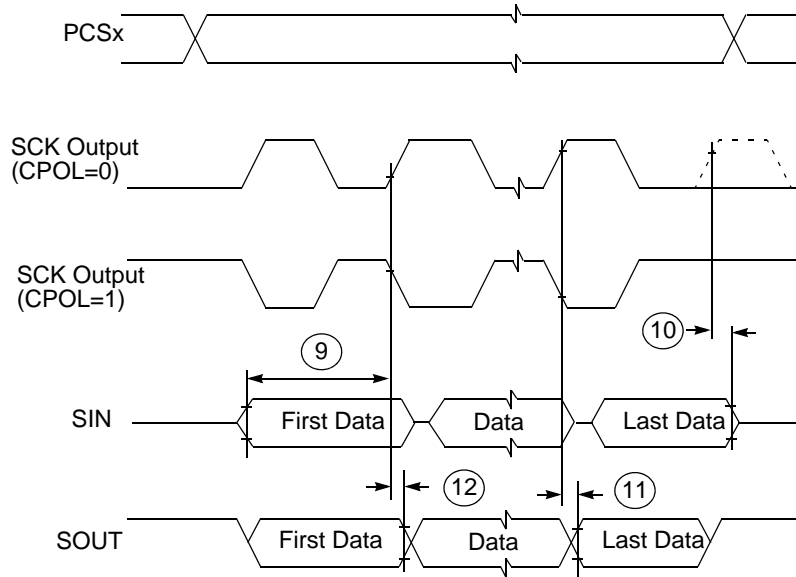 PCSx
SCK Output
(CPOL=0)
SCK Output
(CPOL=1)
10
9
SIN
First Data
Data
Last Data
12
11
SOUT
First Data
Data
Last Data